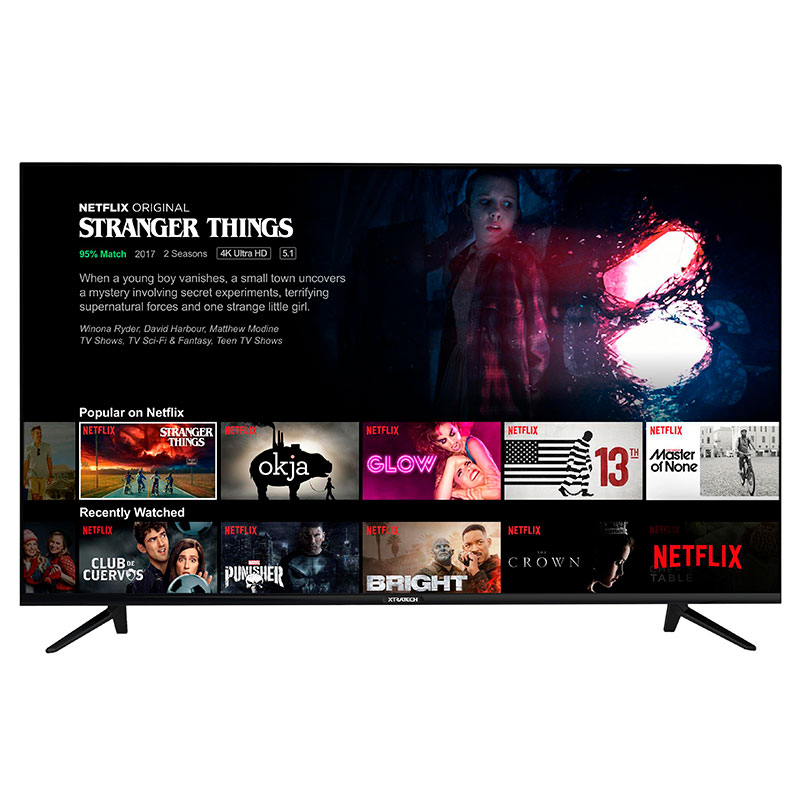 NETFLIX ORIGINAL
STRANGER THINGS
95% Match 2017 2 Seasons 4K Ultra HD 5.1
When a young boy vanishes, a small town uncovers
a mystery involving secret experiments, terrifying
supernatural forces and one strange little girl.
Winona Ryder, David Harbour, Matthew Modine
TV Shows, TV Sci-Fi & Fantasy, Teen TV Shows
Popular on Netflix
NETFLIX
STRANGER
THINGS
NETFLIX
okja
NETFLIX
GLOW
NETFLIX
13TH
NETFLIX
Master
of None
Recently Watched
NETFLIX
CLUB DE
CUERVOS
NETFLIX
MARVEL
PUNISHER
NETFLIX
BRIGHT
NETFLIX
THE
CROWN
NETFLIX
NETFLIX
TABLE
XTRATECH